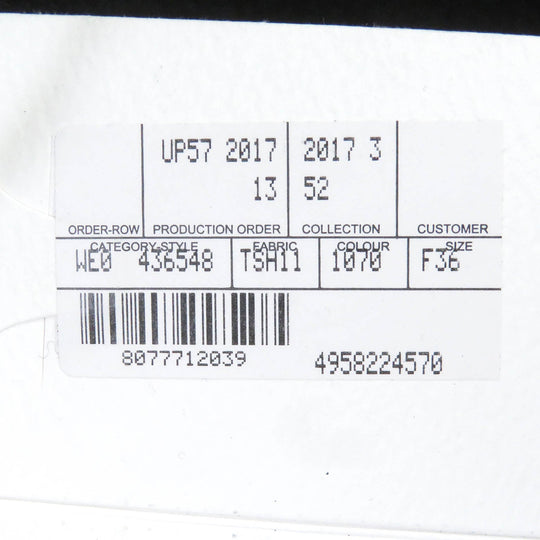 UP57 2017 2017 3
13 52
ORDER-ROW PRODUCTION ORDER COLLECTION CUSTOMER
CATEGORY-STYLE FABRIC COLOUR SIZE
WE0 436548 TSH11 1070 F36
8077712039 4958224570